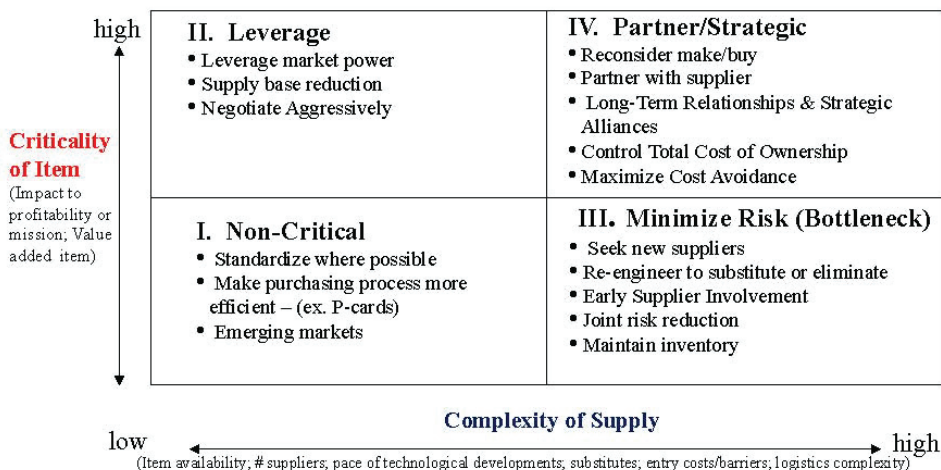 high
II. Leverage
• Leverage market power
• Supply base reduction
• Negotiate Aggressively
IV. Partner/Strategic
• Reconsider make/buy
• Partner with supplier
• Long-Term Relationships & Strategic
Alliances
• Control Total Cost of Ownership
• Maximize Cost Avoidance
Criticality
of Item
(Impact to
profitability or
mission; Value
added item)
I. Non-Critical
• Standardize where possible
• Make purchasing process more
efficient – (ex. P-cards)
• Emerging markets
III. Minimize Risk (Bottleneck)
• Seek new suppliers
• Re-engineer to substitute or eliminate
• Early Supplier Involvement
• Joint risk reduction
• Maintain inventory
Complexity of Supply
low
high
(Item availability; # suppliers; pace of technological developments; substitutes; entry costs/barriers; logistics complexity)